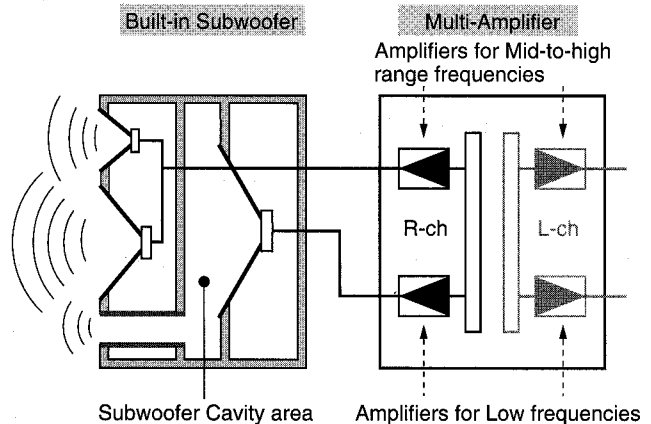 Built-in Subwoofer
Multi-Amplifier
Amplifiers for Mid-to-high
range frequencies
R-ch
L-ch
Subwoofer Cavity area
Amplifiers for Low frequencies